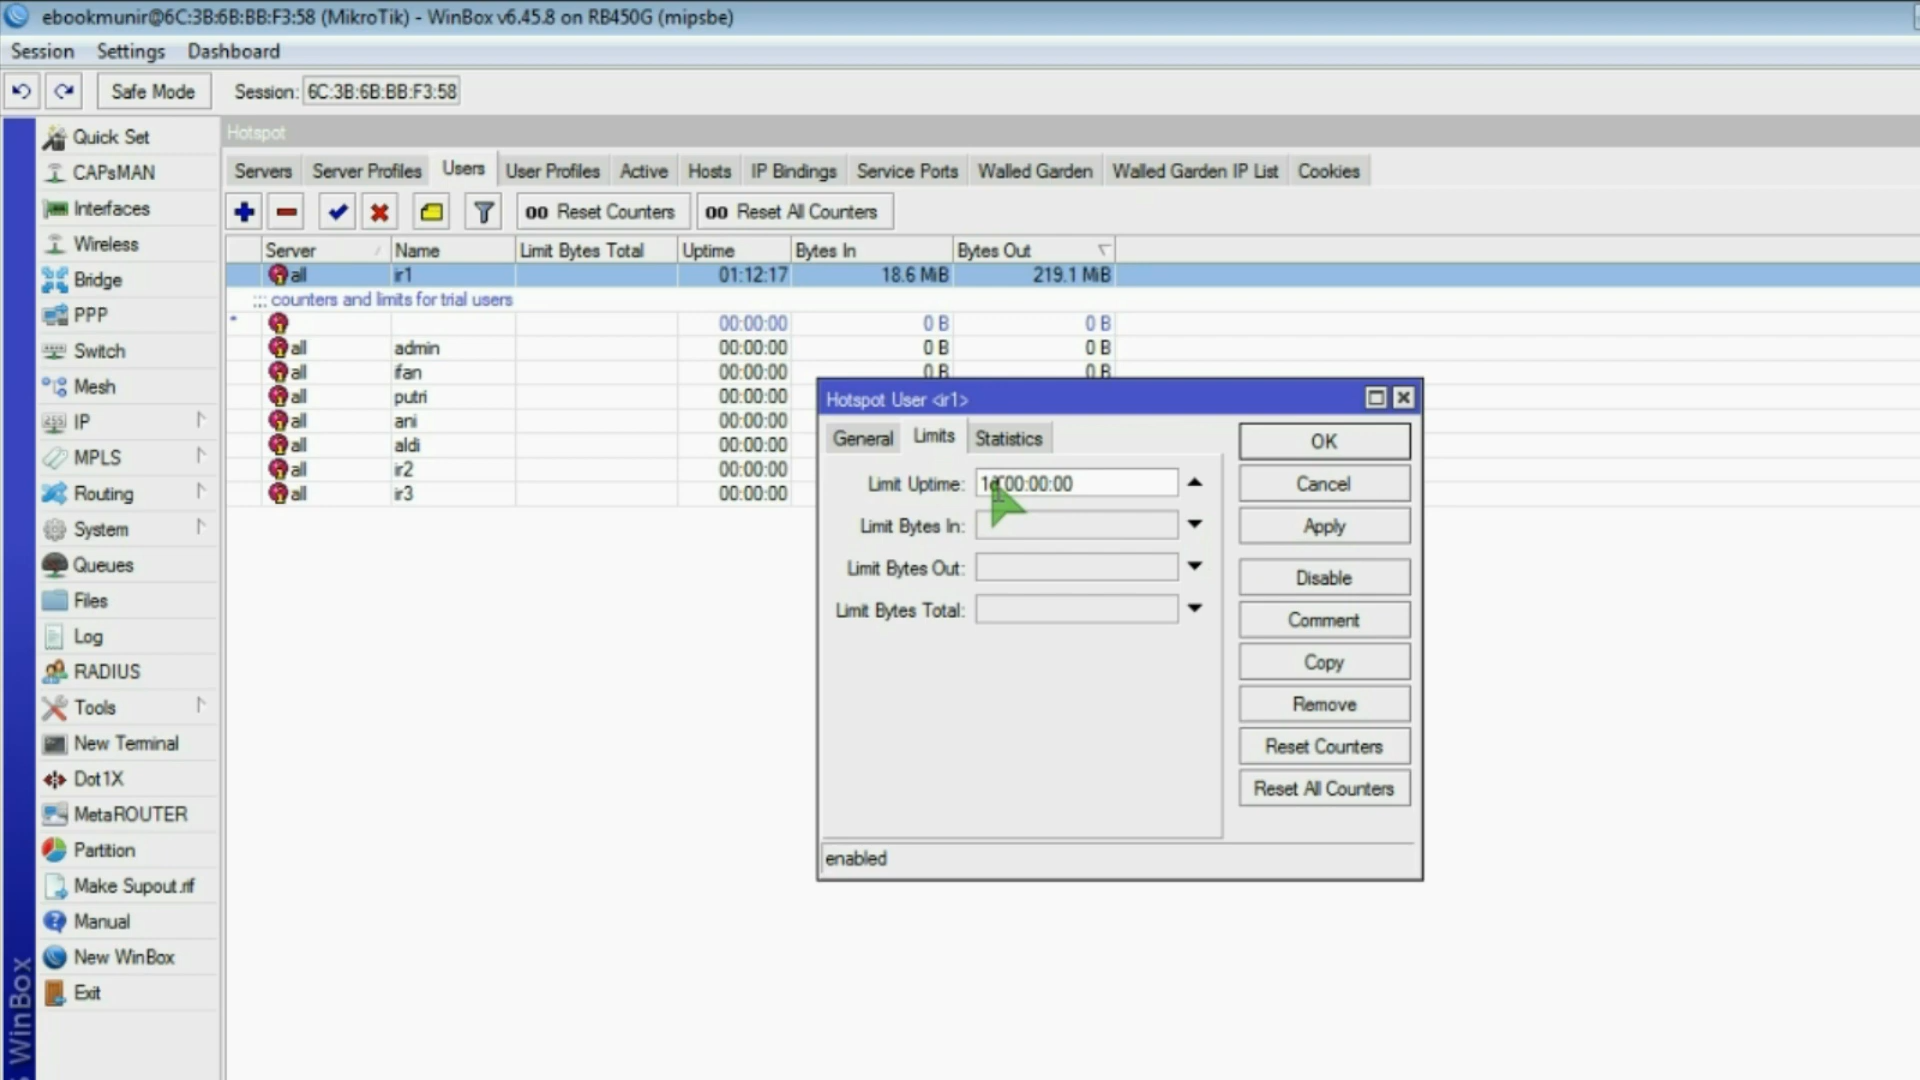 ebookmunir@6C:3B:6B:BB:F3:58 (MikroTik) - WinBox v6.45.8 on RB450G (mipsbe)
Session Settings Dashboard
Safe Mode Session: 6C:3B:6B:BB:F3:58
Quick Set
CAPsMAN
Interfaces
Wireless
Bridge
PPP
Switch
Mesh
IP
MPLS
Routing
System
Queues
Files
Log
RADIUS
Tools
New Terminal
Dot1X
MetaROUTER
Partition
Make Supout.rif
Manual
New WinBox
Exit
WinBox
Hotspot
Servers Server Profiles Users User Profiles Active Hosts IP Bindings Service Ports Walled Garden Walled Garden IP List Cookies
00 Reset Counters 00 Reset All Counters
Server Name Limit Bytes Total Uptime Bytes In Bytes Out
all ir1 01:12:17 18.6 MiB 219.1 MiB
::: counters and limits for trial users
* 00:00:00 0 B 0 B
all admin 00:00:00 0 B 0 B
all ifan 00:00:00 0 B 0 B
all putri 00:00:00
all ani 00:00:00
all aldi 00:00:00
all ir2 00:00:00
all ir3 00:00:00
Hotspot User <ir1>
General Limits Statistics
Limit Uptime: 1d 00:00:00
Limit Bytes In:
Limit Bytes Out:
Limit Bytes Total:
OK
Cancel
Apply
Disable
Comment
Copy
Remove
Reset Counters
Reset All Counters
enabled